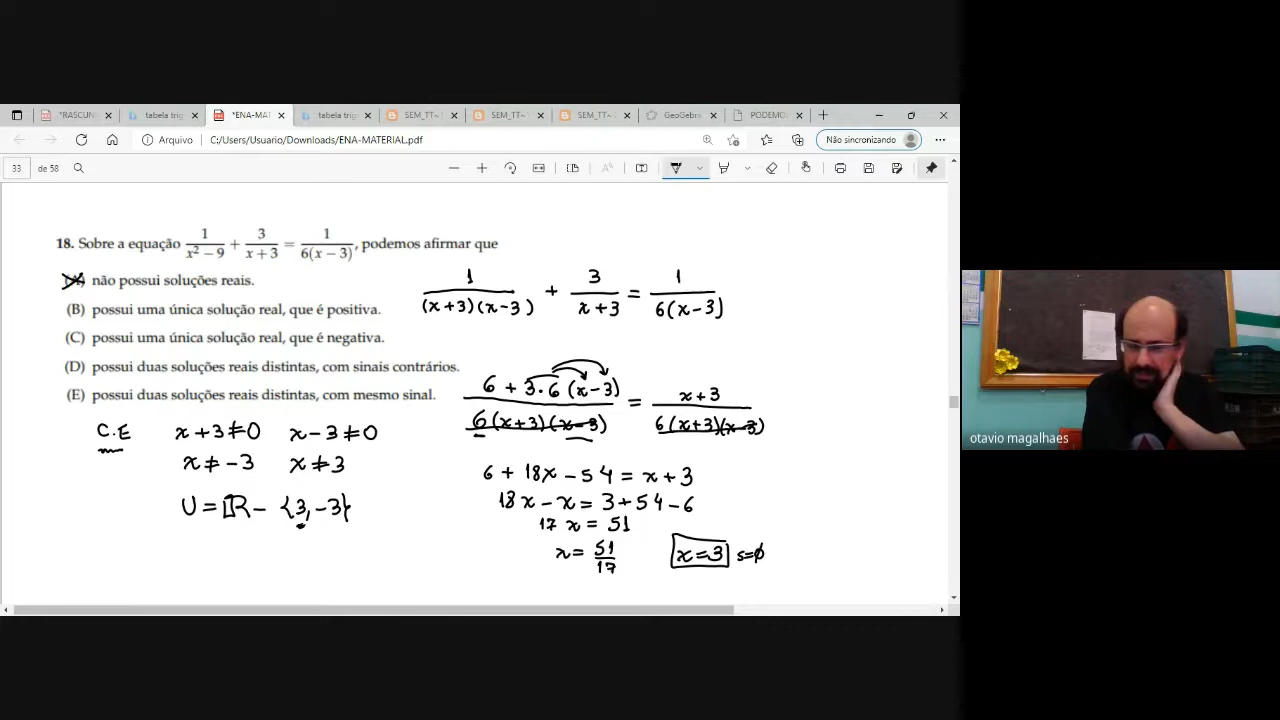 *RASCUN
tabela trig
*ENA-MAT
tabela trig
SEM_TT~
SEM_TT~
SEM_TT~
GeoGebra
PODEMO
Arquivo | C:/Users/Usuario/Downloads/ENA-MATERIAL.pdf
Não sincronizando
33 de 58
18. Sobre a equação 1/(x² − 9) + 3/(x + 3) = 1/(6(x − 3)), podemos afirmar que
(A) não possui soluções reais.
(B) possui uma única solução real, que é positiva.
(C) possui uma única solução real, que é negativa.
(D) possui duas soluções reais distintas, com sinais contrários.
(E) possui duas soluções reais distintas, com mesmo sinal.
1/((x+3)(x-3)) + 3/(x+3) = 1/(6(x-3))
(6 + 3·6(x-3))/(6(x+3)(x-3)) = (x+3)/(6(x+3)(x-3))
C.E x+3≠0 x-3≠0
x≠-3 x≠3
U = ℝ - {3,-3}
6 + 18x - 54 = x + 3
18x - x = 3 + 54 - 6
17 x = 51
x = 51/17 x=3 s=∅
otavio magalhaes